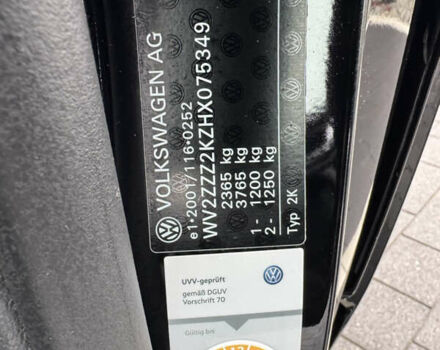 VOLKSWAGEN AG
e1*2001/116*0252
WV2ZZZ2KZHX075349
2365 kg
3765 kg
1- 1200 kg
2- 1250 kg
Typ 2K
UVV-geprüft
gemäß DGUV
Vorschrift 70
Gültig bis